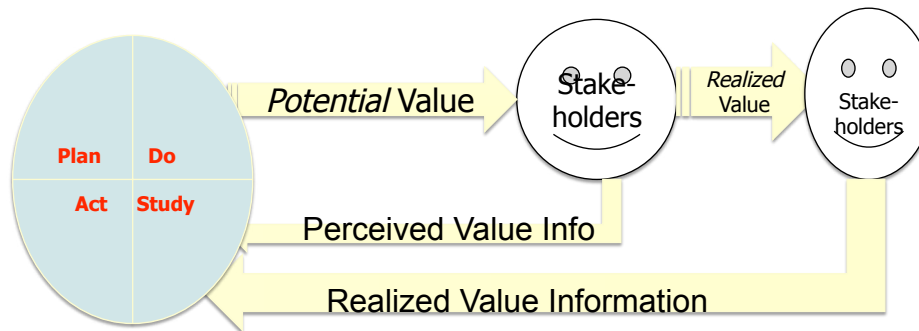 Plan Do
Act Study
Potential Value
Stake-
holders
Realized
Value
Stake-
holders
Perceived Value Info
Realized Value Information